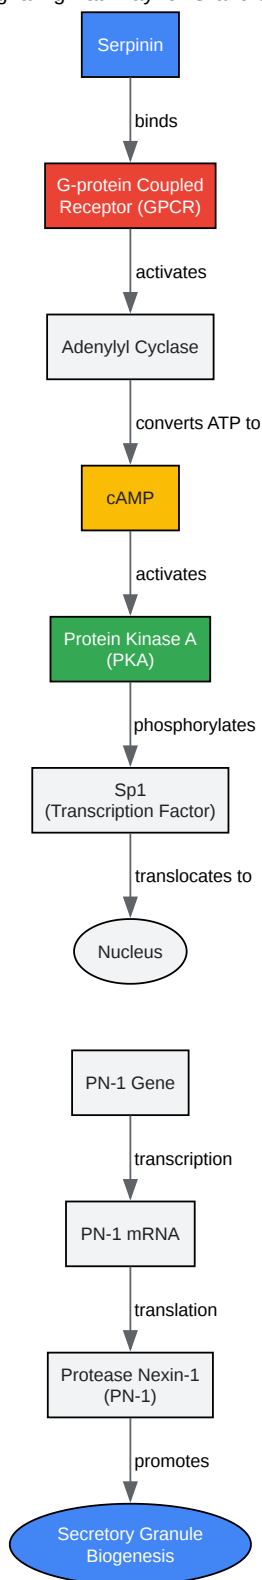 Serpinin
binds
G-protein Coupled
Receptor (GPCR)
activates
Adenylyl Cyclase
converts ATP to
cAMP
activates
Protein Kinase A
(PKA)
phosphorylates
Sp1
(Transcription Factor)
translocates to
Nucleus
PN-1 Gene
transcription
PN-1 mRNA
translation
Protease Nexin-1
(PN-1)
promotes
Secretory Granule
Biogenesis